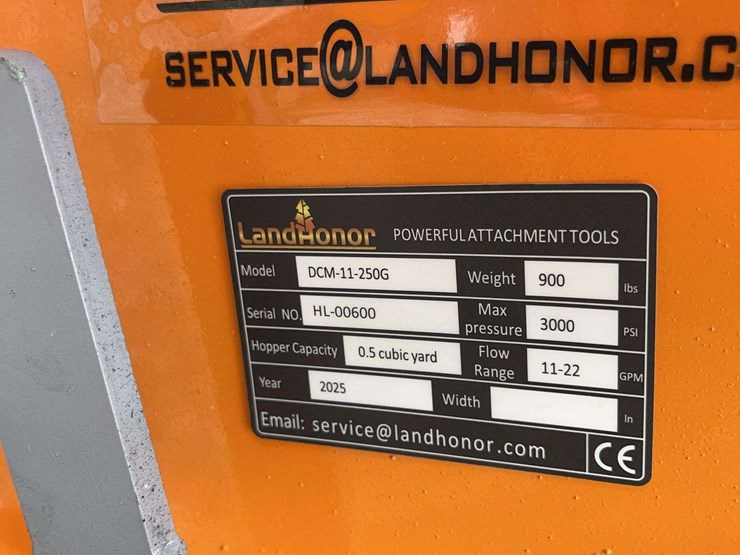 SERVICE@LANDHONOR.C
LandHonor POWERFUL ATTACHMENT TOOLS
Model DCM-11-250G Weight 900 lbs
Serial NO. HL-00600 Max pressure 3000 PSI
Hopper Capacity 0.5 cubic yard Flow Range 11-22 GPM
Year 2025 Width In
Email: service@landhonor.com CE